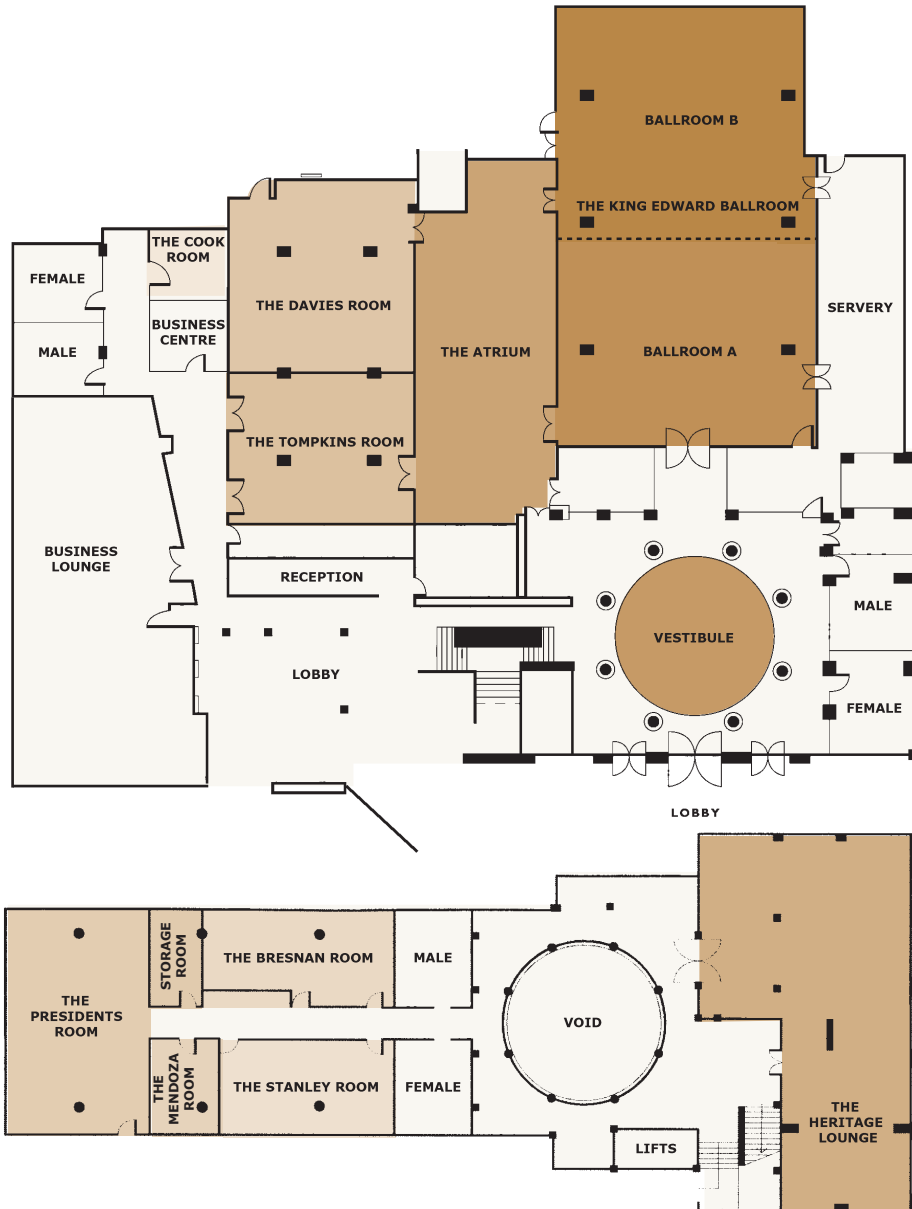 BALLROOM B
THE KING EDWARD BALLROOM
THE COOK
ROOM
FEMALE
THE DAVIES ROOM
SERVERY
BUSINESS
CENTRE
MALE
THE ATRIUM
BALLROOM A
THE TOMPKINS ROOM
BUSINESS
LOUNGE
RECEPTION
MALE
VESTIBULE
LOBBY
FEMALE
LOBBY
STORAGE
ROOM
THE BRESNAN ROOM
MALE
THE
PRESIDENTS
ROOM
VOID
THE
MENDOZA
ROOM
THE STANLEY ROOM
FEMALE
THE
HERITAGE
LOUNGE
LIFTS